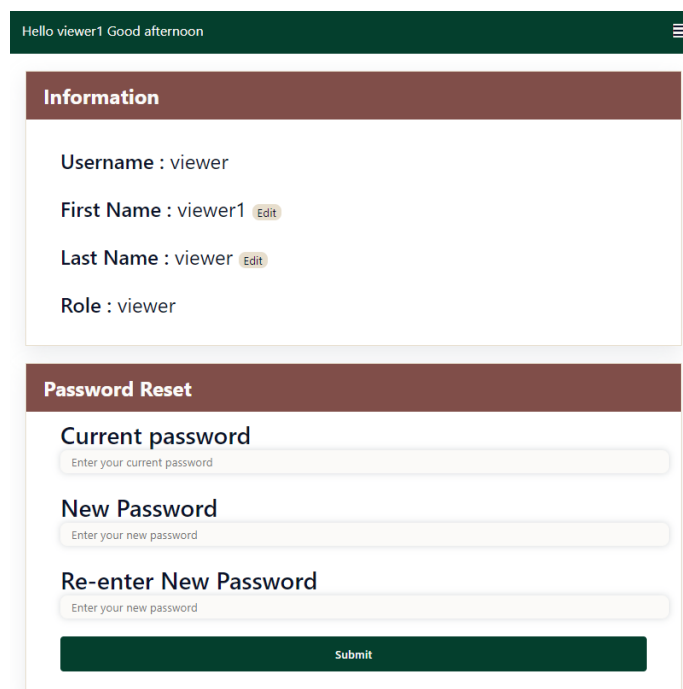 Hello viewer1 Good afternoon
Information
Username : viewer
First Name : viewer1 Edit
Last Name : viewer Edit
Role : viewer
Password Reset
Current password
Enter your current password
New Password
Enter your new password
Re-enter New Password
Enter your new password
Submit